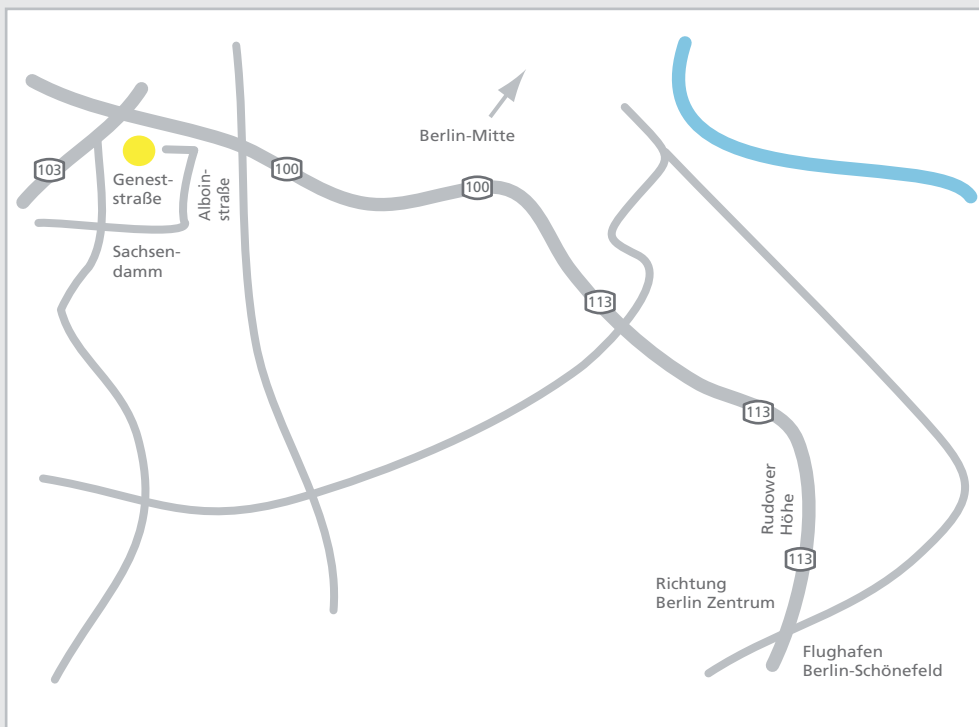 Berlin-Mitte
103
100
Genest-
straße
Alboin-
straße
100
Sachsen-
damm
113
113
Rudower
Höhe
113
Richtung
Berlin Zentrum
Flughafen
Berlin-Schönefeld